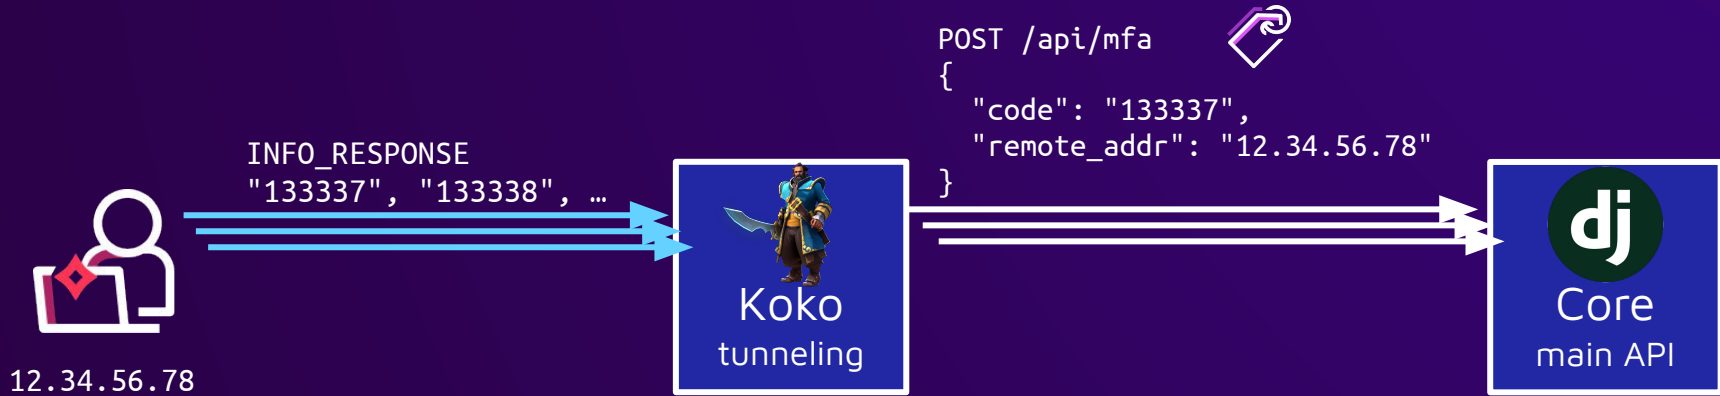 POST /api/mfa
{
"code": "133337",
"remote_addr": "12.34.56.78"
}
INFO_RESPONSE
"133337", "133338", …
12.34.56.78
Koko
tunneling
dj
Core
main API